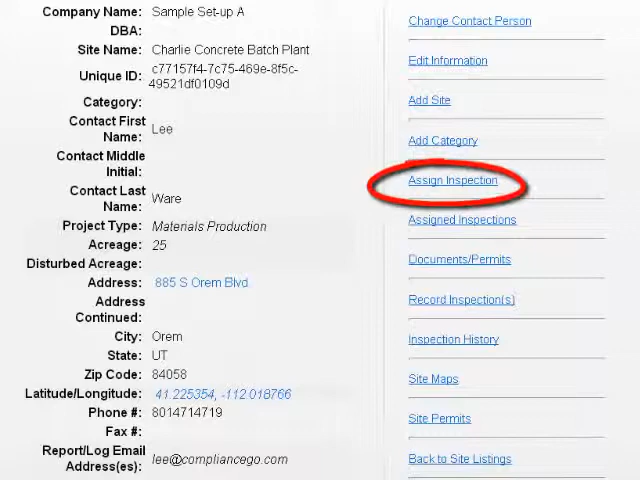 Company Name: Sample Set-up A
DBA:
Site Name: Charlie Concrete Batch Plant
Unique ID: c77157f4-7c75-469e-8f5c-
49521df0109d
Category:
Contact First
Name: Lee
Contact Middle
Initial:
Contact Last
Name: Ware
Project Type: Materials Production
Acreage: 25
Disturbed Acreage:
Address: 885 S Orem Blvd.
Address
Continued:
City: Orem
State: UT
Zip Code: 84058
Latitude/Longitude: 41.225354, -112.018766
Phone #: 8014714719
Fax #:
Report/Log Email
Address(es): lee@compliancego.com
Change Contact Person
Edit Information
Add Site
Add Category
Assign Inspection
Assigned Inspections
Documents/Permits
Record Inspection(s)
Inspection History
Site Maps
Site Permits
Back to Site Listings